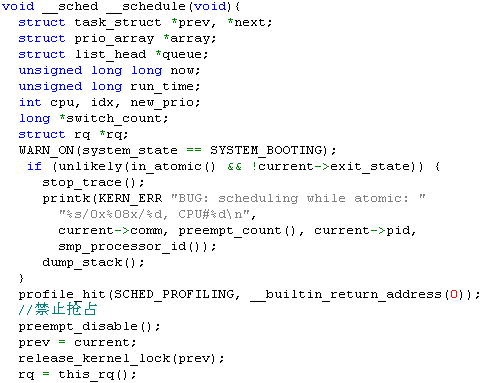 void __sched __schedule(void){
struct task_struct *prev, *next;
struct prio_array *array;
struct list_head *queue;
unsigned long long now;
unsigned long run_time;
int cpu, idx, new_prio;
long *switch_count;
struct rq *rq;
WARN_ON(system_state == SYSTEM_BOOTING);
if (unlikely(in_atomic() && !current->exit_state)) {
stop_trace();
printk(KERN_ERR "BUG: scheduling while atomic: "
"%s/0x%08x/%d, CPU#%d\n",
current->comm, preempt_count(), current->pid,
smp_processor_id());
dump_stack();
}
profile_hit(SCHED_PROFILING, __builtin_return_address(0));
//禁止抢占
preempt_disable();
prev = current;
release_kernel_lock(prev);
rq = this_rq();